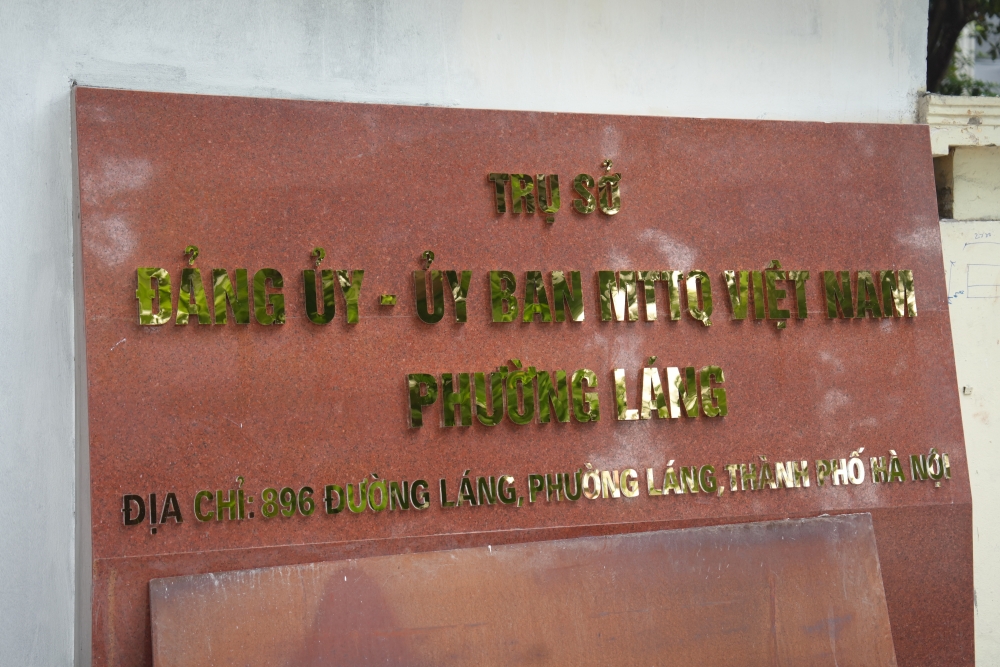 TRỤ SỞ
ĐẢNG ỦY - ỦY BAN MTTQ VIỆT NAM
PHƯỜNG LÁNG
ĐỊA CHỈ: 896 ĐƯỜNG LÁNG, PHƯỜNG LÁNG, THÀNH PHỐ HÀ NỘI